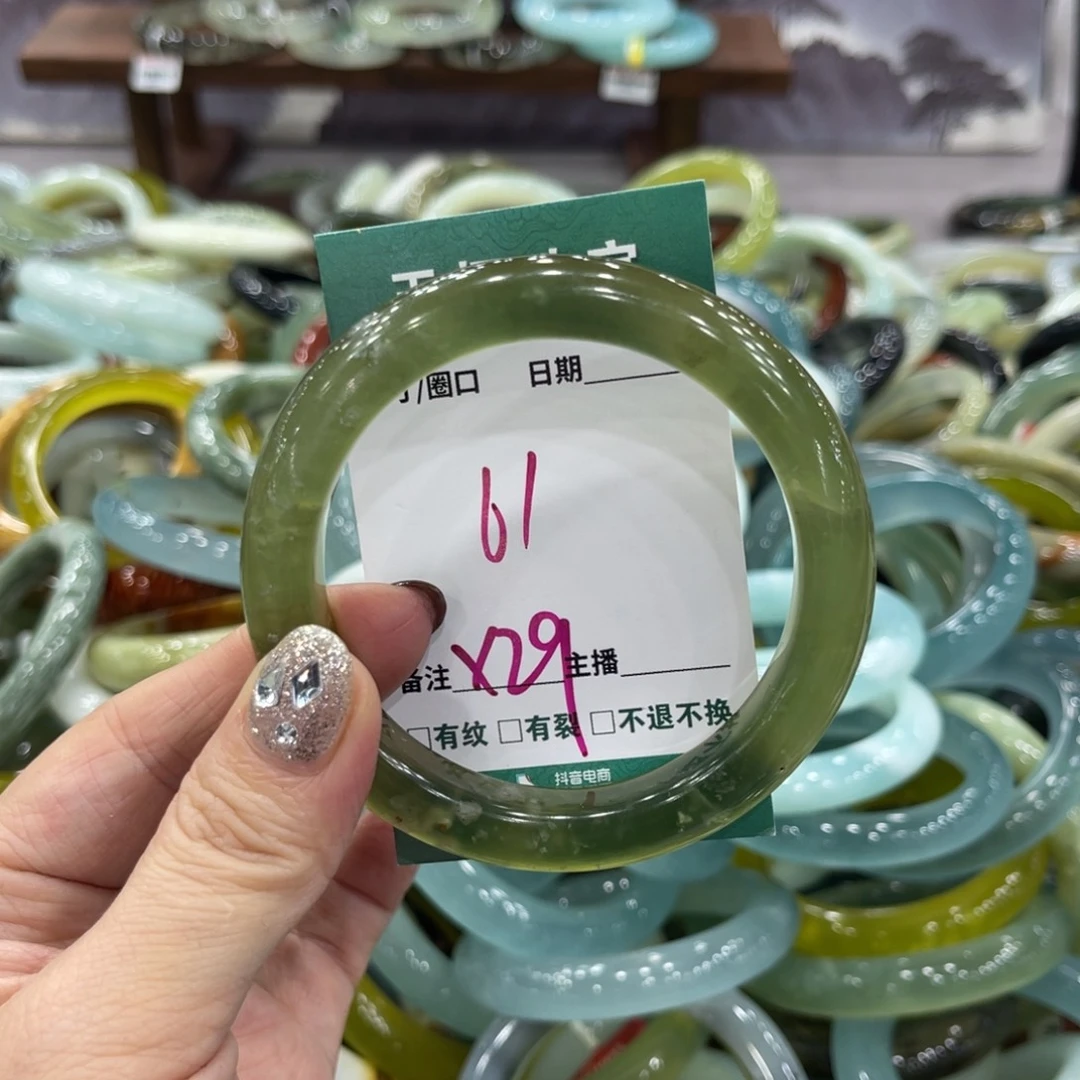 /圈口 日期
61
备注 X29 主播
□有纹 □有裂 □不退不换
抖音电商